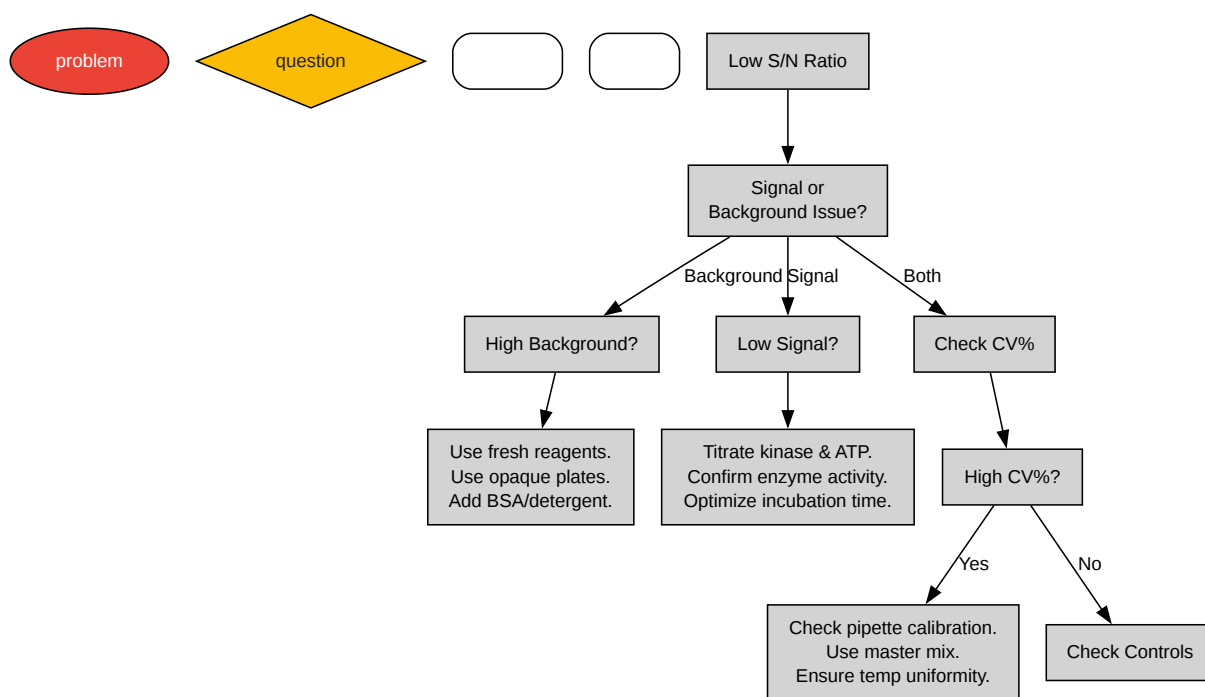 problem
question
Low S/N Ratio
Signal or
Background Issue?
Background
Signal
Both
High Background?
Low Signal?
Check CV%
Use fresh reagents.
Use opaque plates.
Add BSA/detergent.
Titrate kinase & ATP.
Confirm enzyme activity.
Optimize incubation time.
High CV%?
Yes
No
Check pipette calibration.
Use master mix.
Ensure temp uniformity.
Check Controls